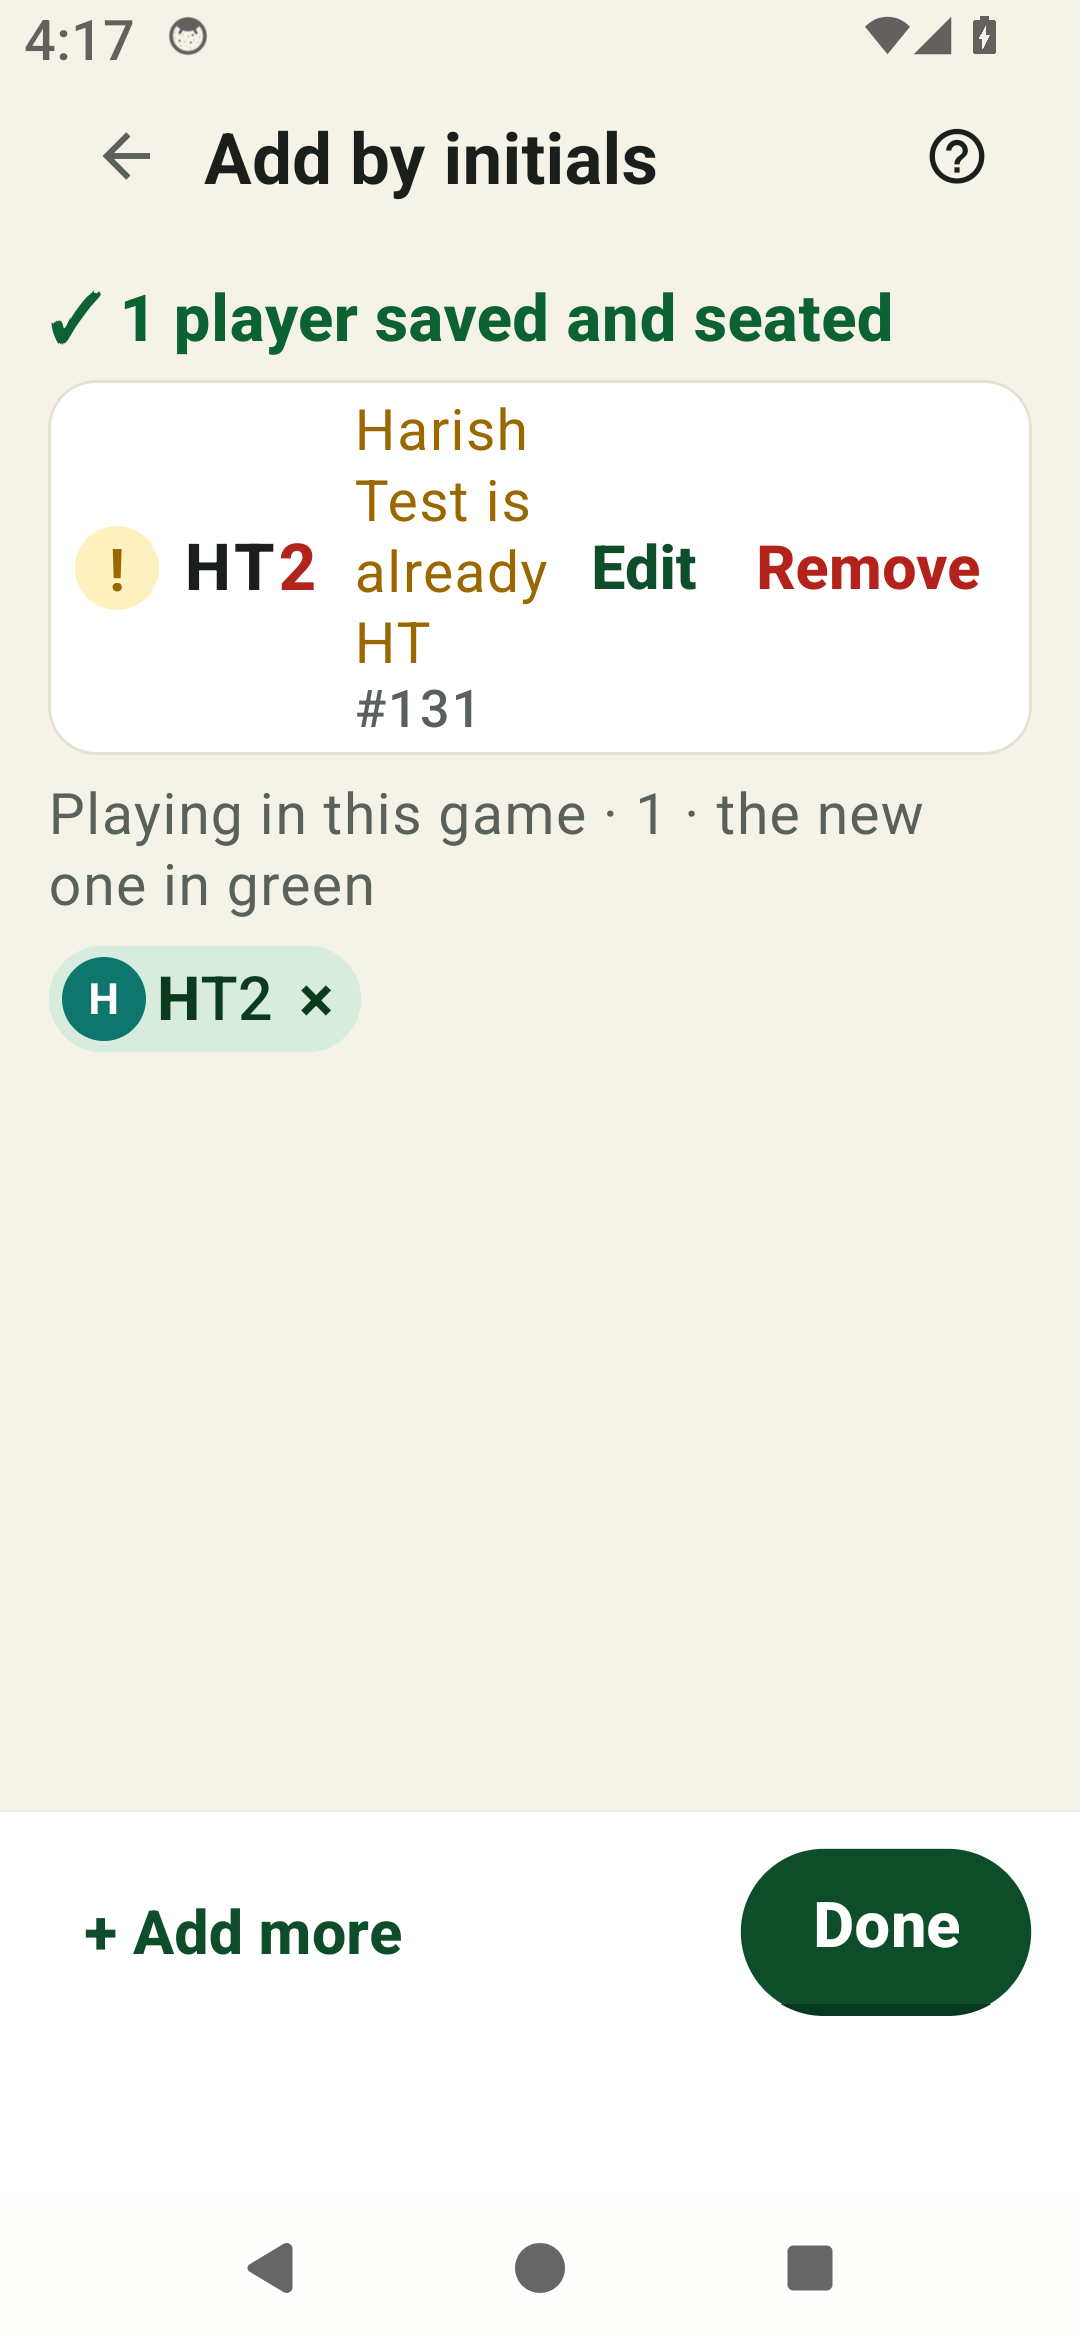 4:17
Add by initials
✓ 1 player saved and seated
! HT2 Harish
Test is
already
HT
#131
Edit Remove
Playing in this game · 1 · the new
one in green
H HT2 ×
+ Add more
Done